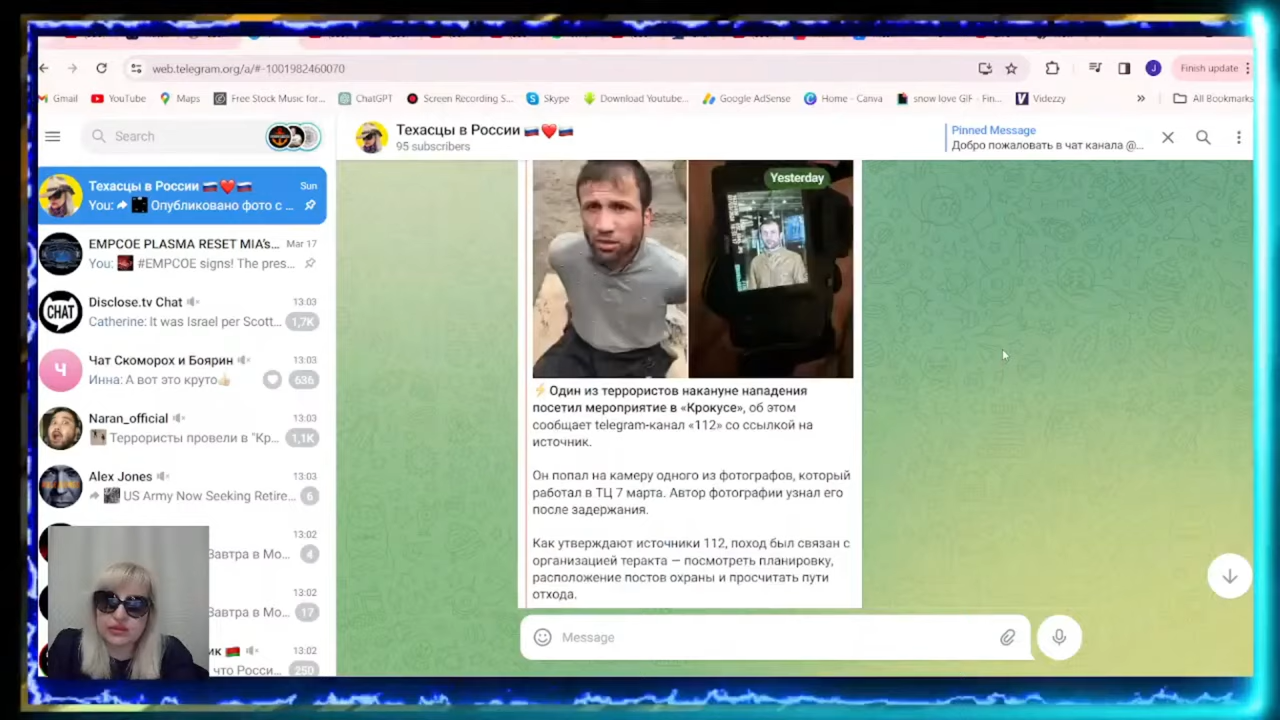 web.telegram.org/a/#-1001982460070
Finish update
Gmail
YouTube
Maps
Free Stock Music for...
ChatGPT
Screen Recording S...
Skype
Download Youtube...
Google AdSense
Home - Canva
snow love GIF - Fin...
Videzzy
»
All Bookmarks
Search
Техасцы в России 🇷🇺❤️🇷🇺
95 subscribers
Pinned Message
Добро пожаловать в чат канала @...
Техасцы в России 🇷🇺❤️🇷🇺 Sun
You: Опубликовано фото с ...
EMPCOE PLASMA RESET MIA's... Mar 17
You: #EMPCOE signs! The pres...
CHAT
Disclose.tv Chat 13:03
Catherine: It was Israel per Scott... 1,7K
Ч
Чат Скоморох и Боярин 13:03
Инна: А вот это круто👍 636
Naran_official 13:03
Террористы провели в "Кр... 1,1K
Alex Jones 13:03
US Army Now Seeking Retire... 6
13:02
Завтра в Мо... 4
13:02
Завтра в Мо... 17
ик 13:02
что Росси... 250
Yesterday
⚡Один из террористов накануне нападения
посетил мероприятие в «Крокусе», об этом
сообщает telegram-канал «112» со ссылкой на
источник.
Он попал на камеру одного из фотографов, который
работал в ТЦ 7 марта. Автор фотографии узнал его
после задержания.
Как утверждают источники 112, поход был связан с
организацией теракта — посмотреть планировку,
расположение постов охраны и просчитать пути
отхода.
Message